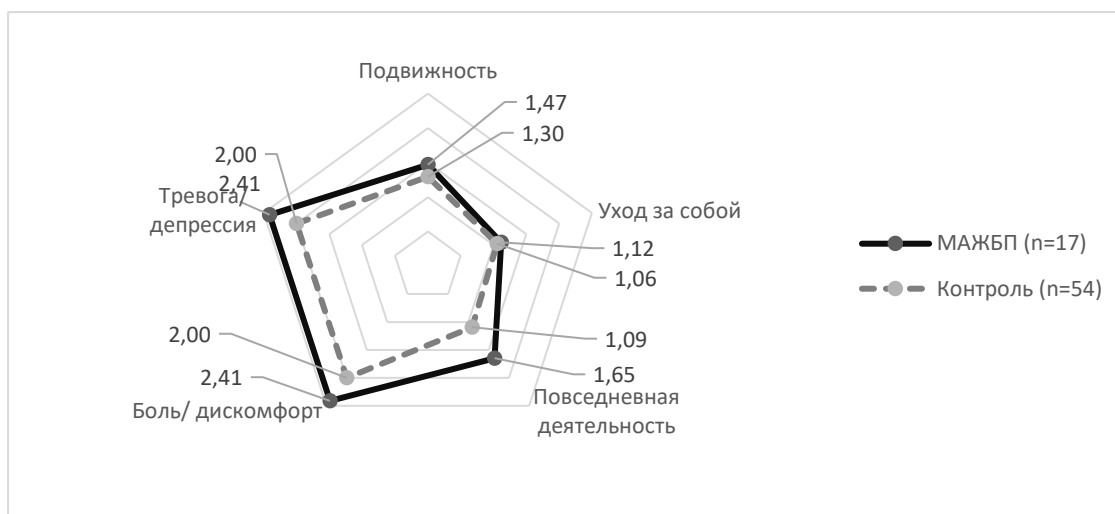 Подвижность
1,47
1,30
2,00
2,41
Тревога/
депрессия
Уход за собой
1,12
1,06
МАЖБП (n=17)
Контроль (n=54)
2,00
1,09
2,41
1,65
Боль/ дискомфорт
Повседневная
деятельность